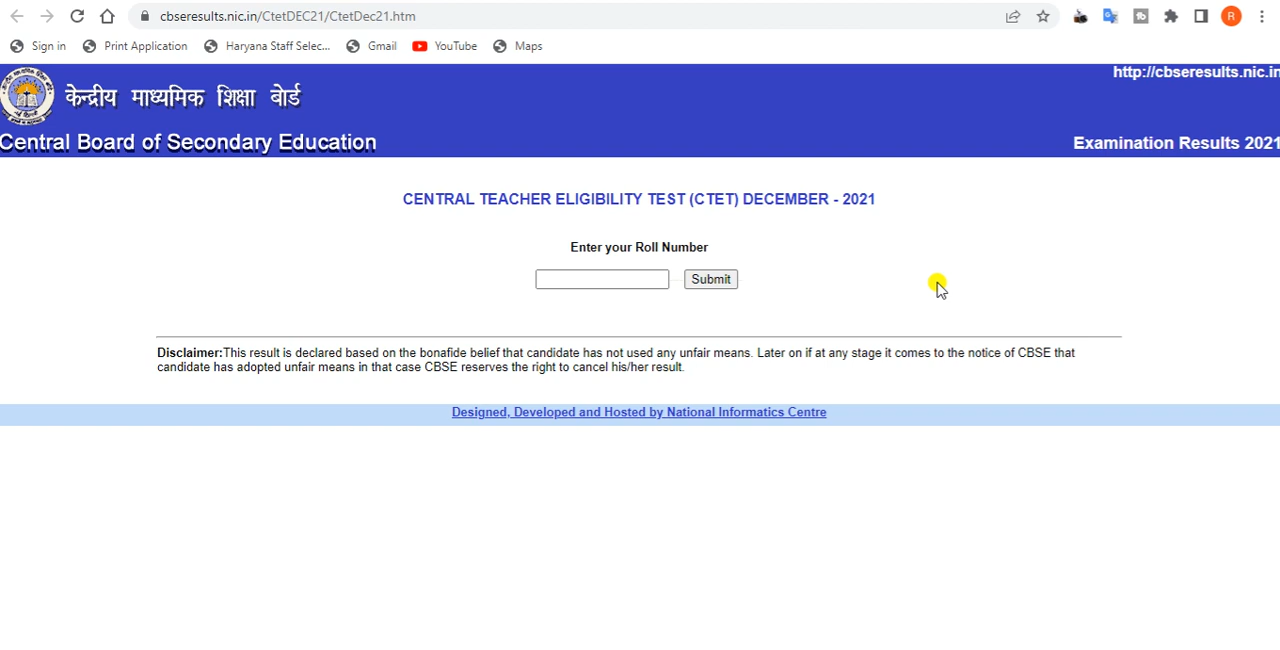 cbseresults.nic.in/CtetDEC21/CtetDec21.htm
R
Sign in Print Application Haryana Staff Selec... Gmail YouTube Maps
http://cbseresults.nic.in
केन्द्रीय माध्यमिक शिक्षा बोर्ड
Central Board of Secondary Education
Examination Results 2021
CENTRAL TEACHER ELIGIBILITY TEST (CTET) DECEMBER - 2021
Enter your Roll Number
Submit
Disclaimer:This result is declared based on the bonafide belief that candidate has not used any unfair means. Later on if at any stage it comes to the notice of CBSE that
candidate has adopted unfair means in that case CBSE reserves the right to cancel his/her result.
Designed, Developed and Hosted by National Informatics Centre